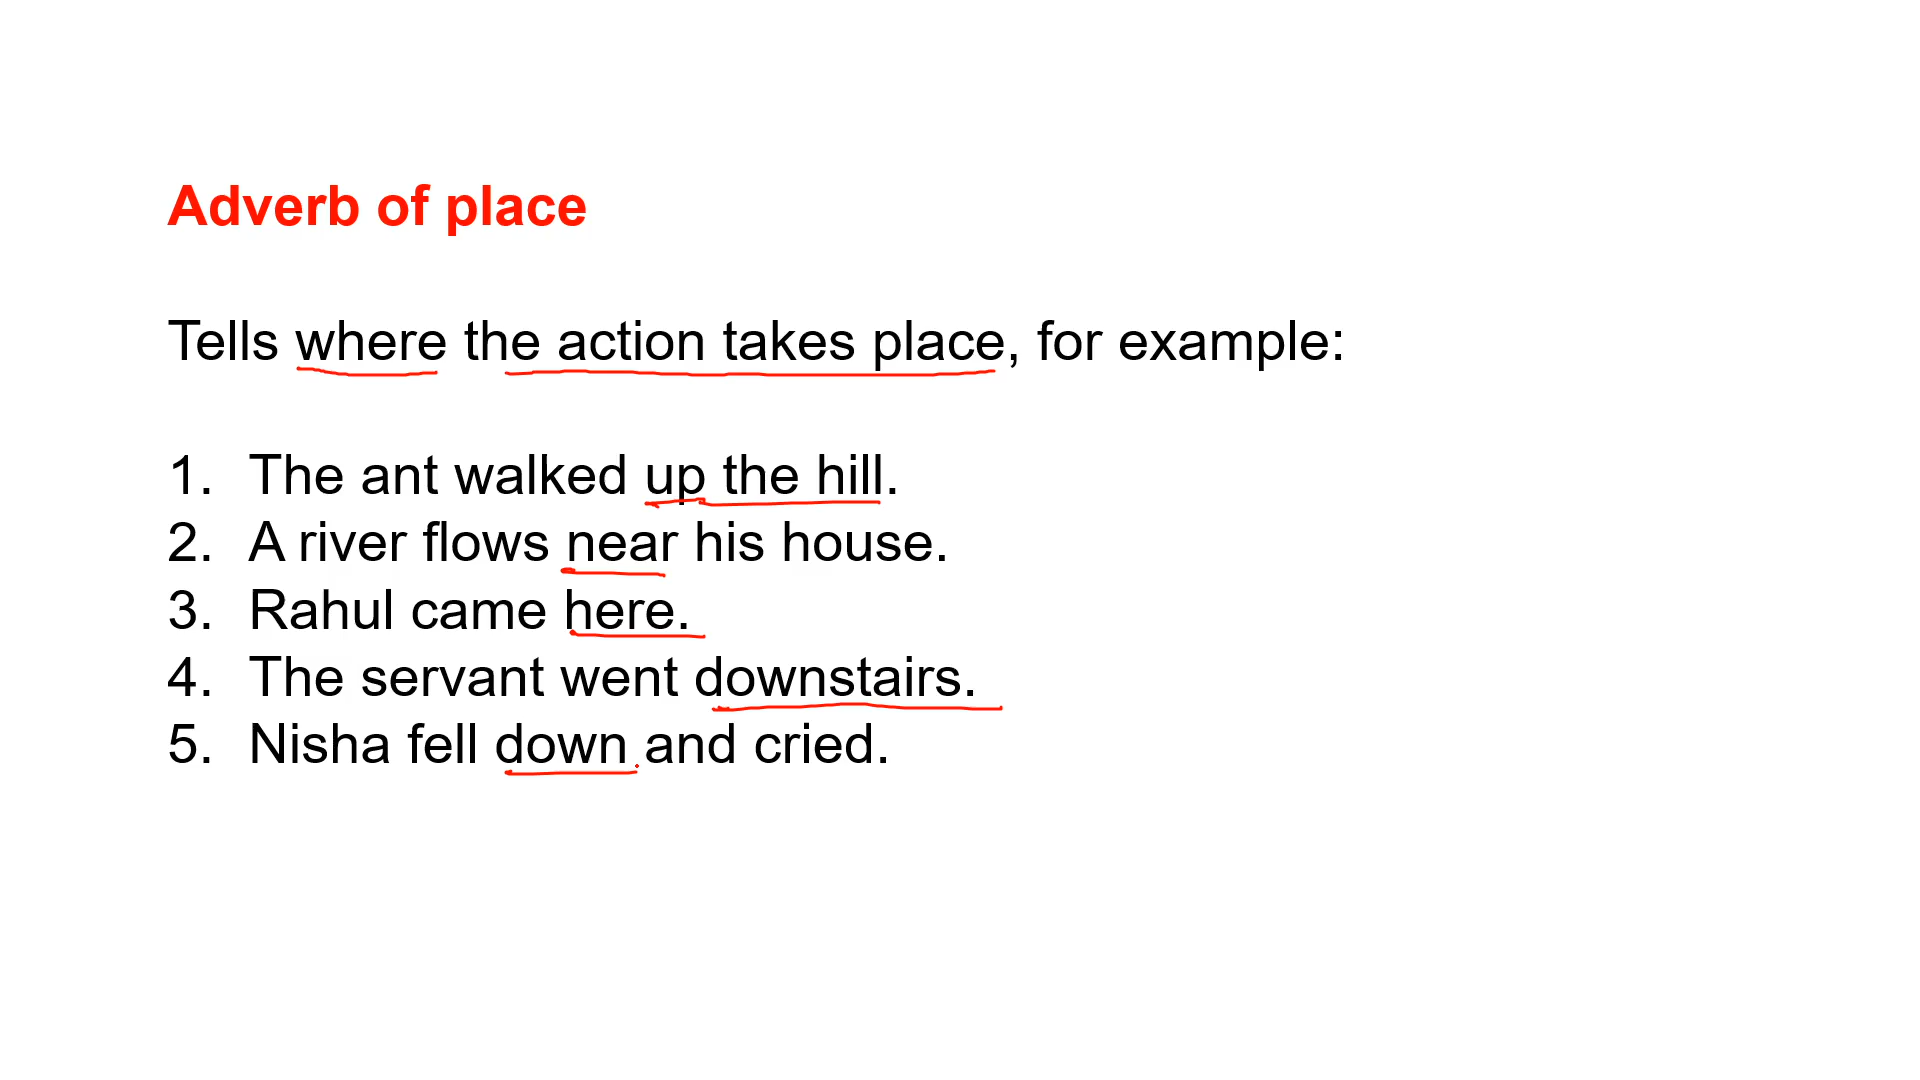 Adverb of place
Tells where the action takes place, for example:
1. The ant walked up the hill.
2. A river flows near his house.
3. Rahul came here.
4. The servant went downstairs.
5. Nisha fell down and cried.